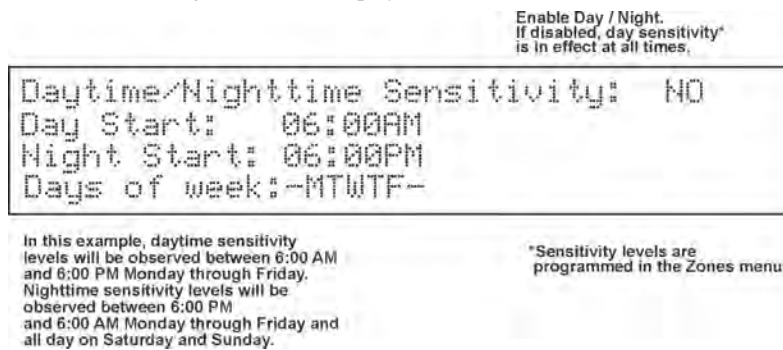 Enable Day / Night.
If disabled, day sensitivity*
is in effect at all times.
Daytime/Nighttime Sensitivity: NO
Day Start: 06:00AM
Night Start: 06:00PM
Days of week:-MTWTF-
In this example, daytime sensitivity
levels will be observed between 6:00 AM
and 6:00 PM Monday through Friday.
Nighttime sensitivity levels will be
observed between 6:00 PM
and 6:00 AM Monday through Friday and
all day on Saturday and Sunday.
*Sensitivity levels are
programmed in the Zones menu